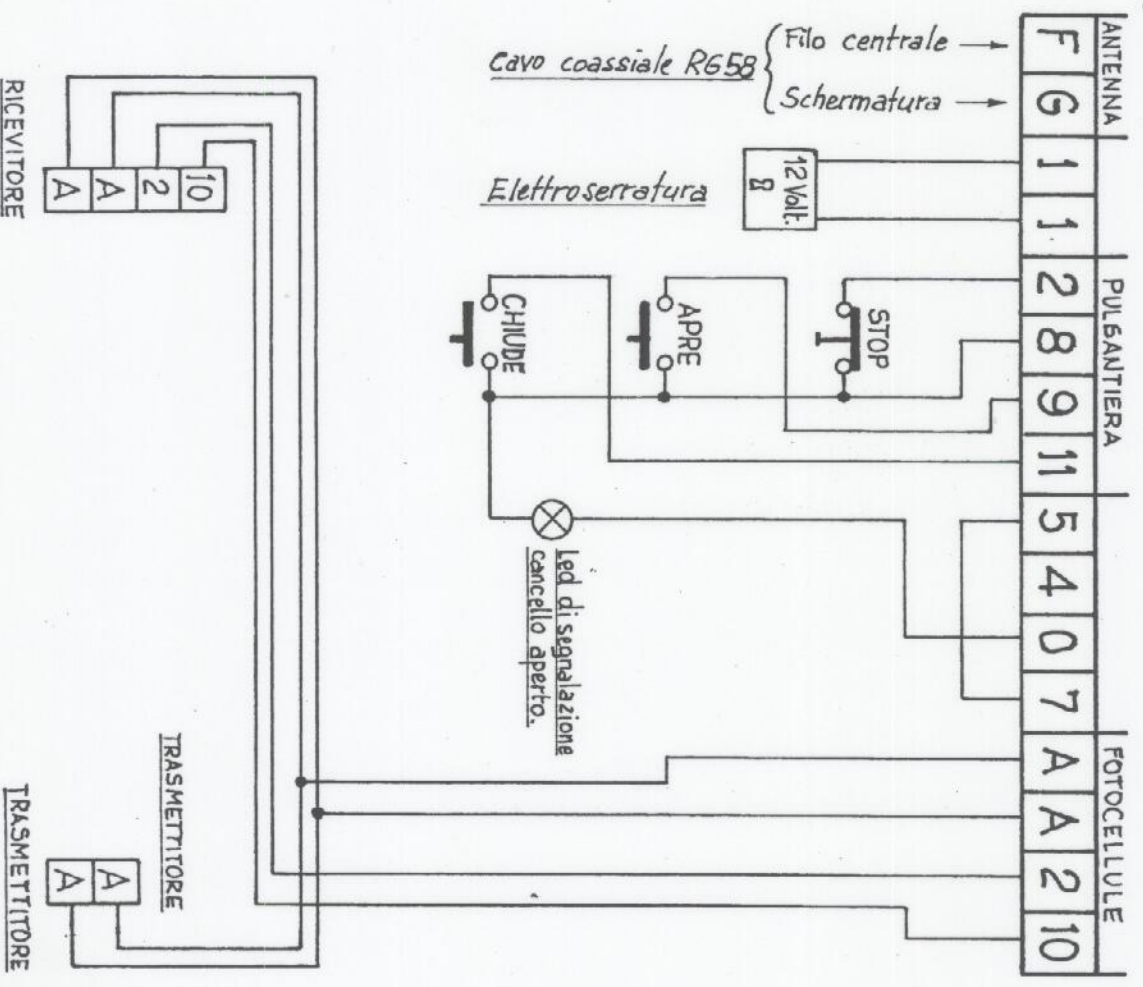 Cavo coassiale RG58
Filo centrale
Schermatura
ANTENNA
F
G
Elettroserratura
12 Volt.
1
1
PULSANTIERA
2
8
9
11
STOP
APRE
CHIUDE
5
4
0
7
Led di segnalazione
cancello aperto.
FOTOCELLULE
A
A
2
10
RICEVITORE
A
A
2
10
TRASMETTITORE
A
A
TRASMETTITORE